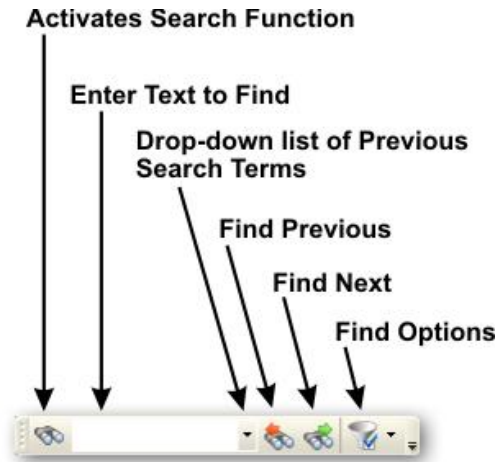 Activates Search Function
Enter Text to Find
Drop-down list of Previous
Search Terms
Find Previous
Find Next
Find Options